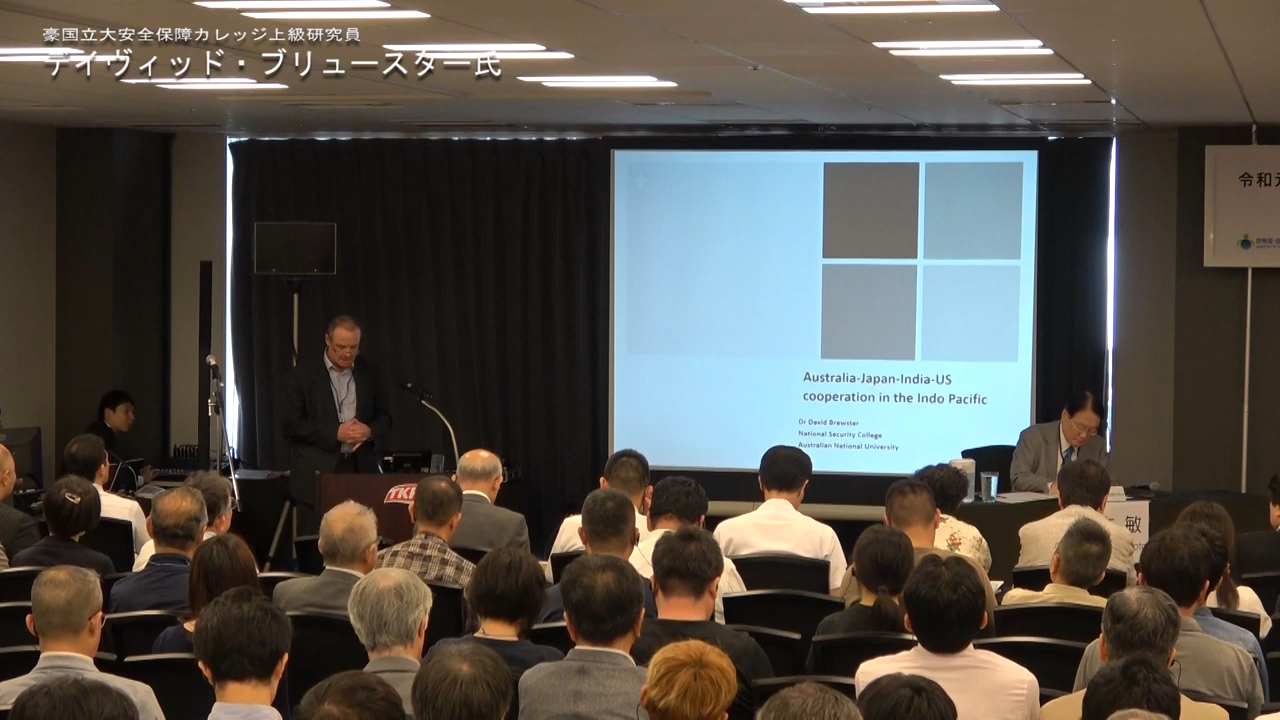 豪国立大安全保障カレッジ上級研究員
デイヴィッド・ブリュースター氏
令和元
Australia-Japan-India-US
cooperation in the Indo Pacific
Dr David Brewster
National Security College
Australian National University
TKP
敏